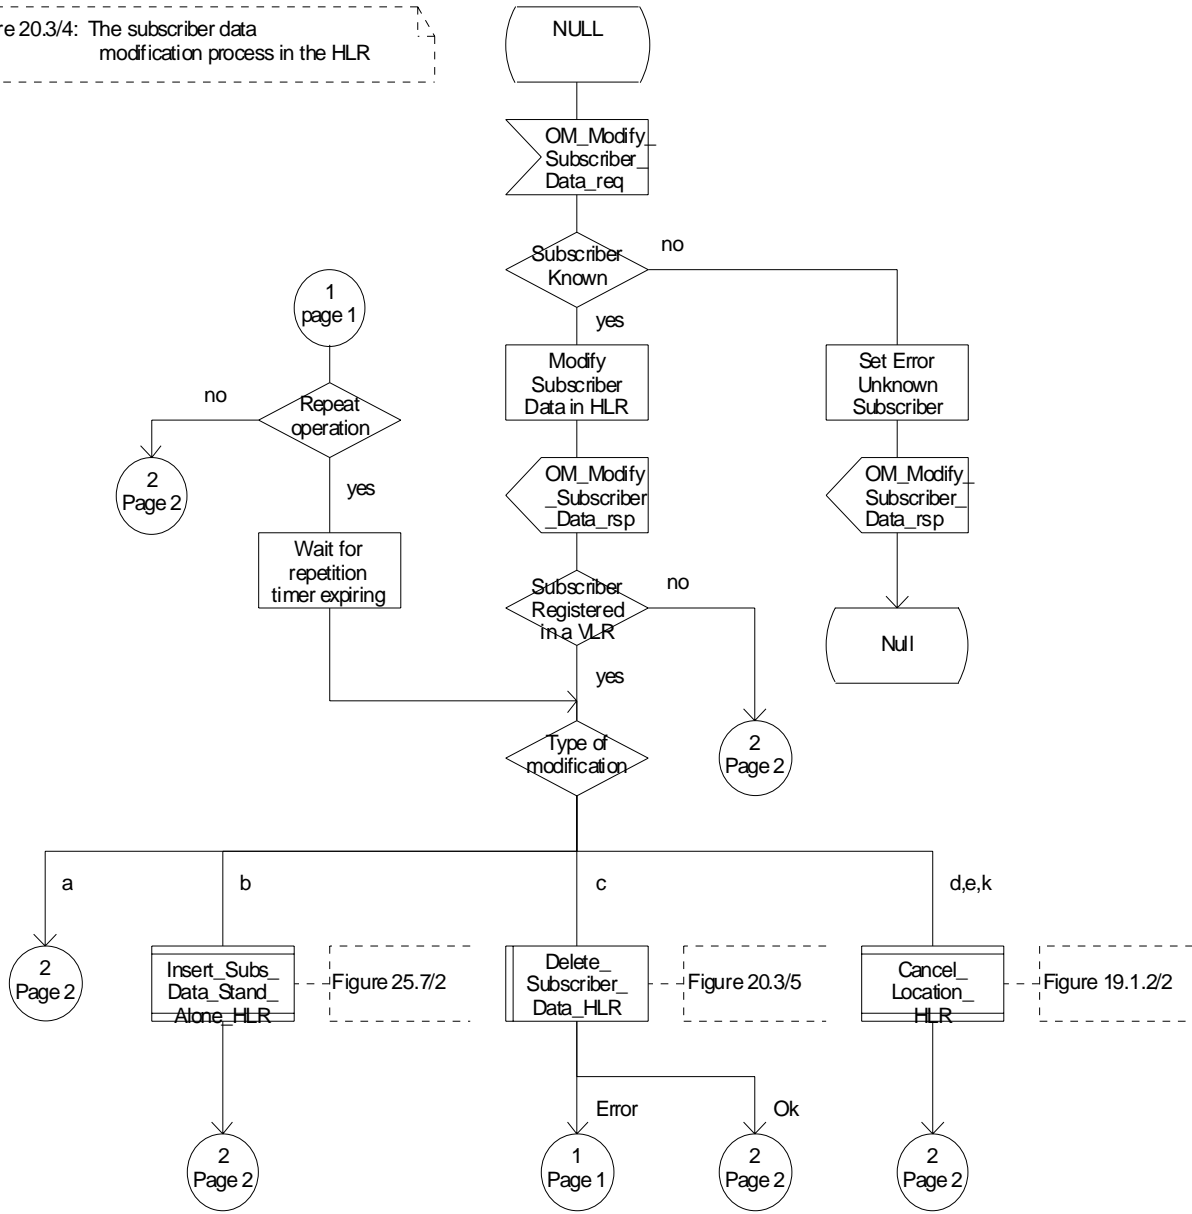 re 20.3/4: The subscriber data
modification process in the HLR
NULL
OM_Modify_
Subscriber_
Data_req
Subscriber
Known
no
yes
1
page 1
Modify
Subscriber
Data in HLR
Set Error
Unknown
Subscriber
no
Repeat
operation
yes
2
Page 2
OM_Modify
_Subscriber
_Data_rsp
OM_Modify_
Subscriber_
Data_rsp
Wait for
repetition
timer expiring
Subscriber
Registered
in a VLR
no
yes
Null
Type of
modification
2
Page 2
a
b
c
d,e,k
2
Page 2
Insert_Subs_
Data_Stand_
Alone_HLR
Figure 25.7/2
Delete_
Subscriber_
Data_HLR
Figure 20.3/5
Cancel_
Location_
HLR
Figure 19.1.2/2
Error
Ok
2
Page 2
1
Page 1
2
Page 2
2
Page 2